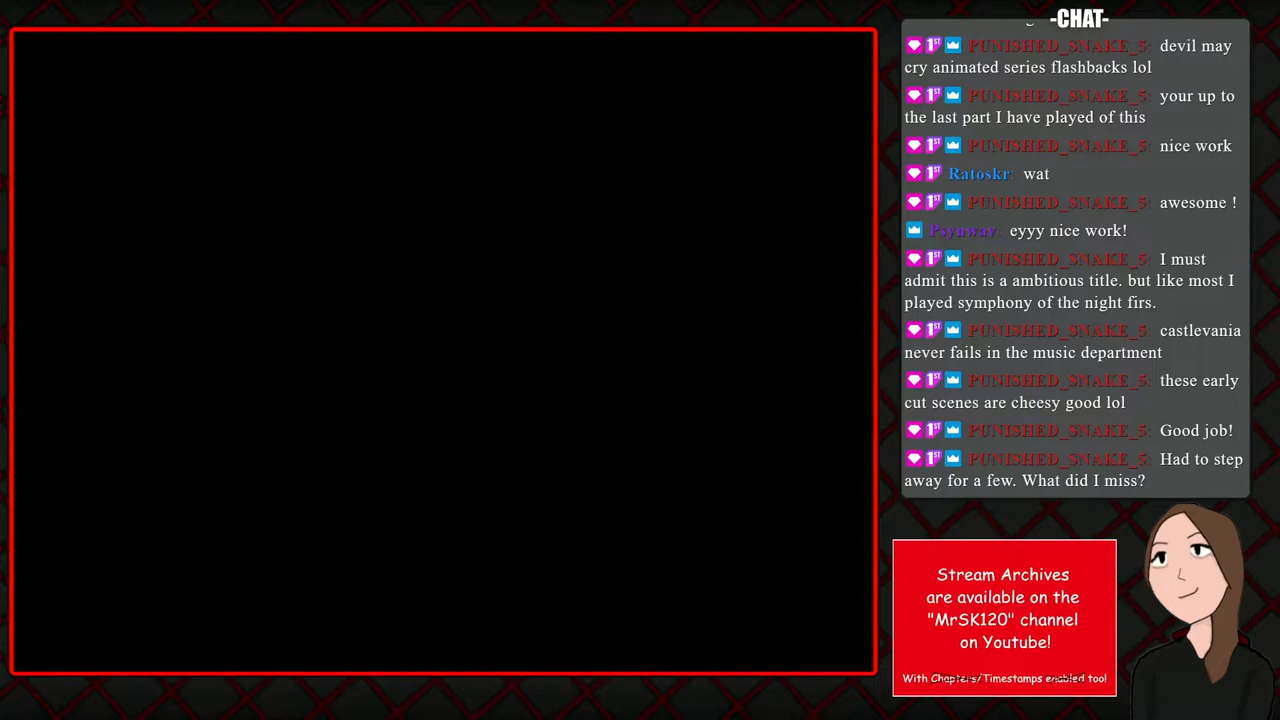 -CHAT-
PUNISHED_SNAKE_5: devil may
cry animated series flashbacks lol
PUNISHED_SNAKE_5: your up to
the last part I have played of this
PUNISHED_SNAKE_5: nice work
Ratoskr: wat
PUNISHED_SNAKE_5: awesome !
Psynwav: eyyy nice work!
PUNISHED_SNAKE_5: I must
admit this is a ambitious title. but like most I
played symphony of the night firs.
PUNISHED_SNAKE_5: castlevania
never fails in the music department
PUNISHED_SNAKE_5: these early
cut scenes are cheesy good lol
PUNISHED_SNAKE_5: Good job!
PUNISHED_SNAKE_5: Had to step
away for a few. What did I miss?
Stream Archives
are available on the
"MrSK120" channel
on Youtube!
With Chapters/Timestamps enabled too!